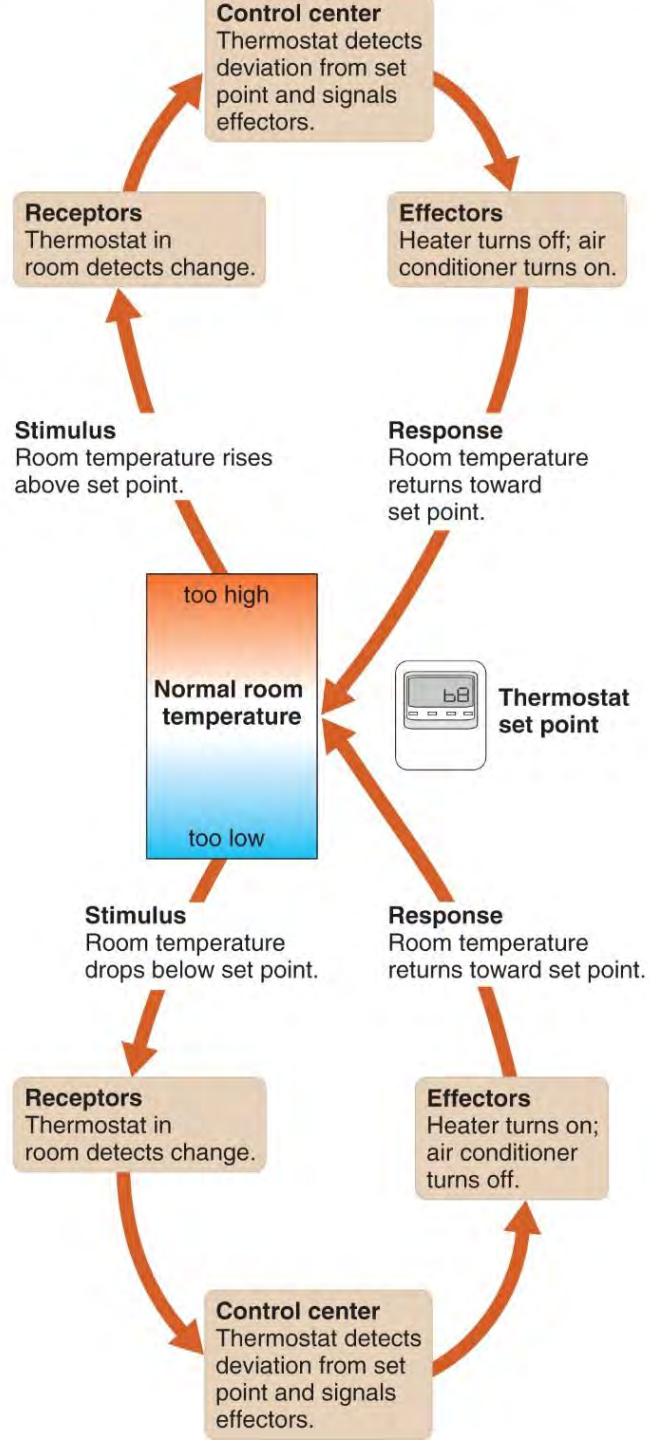 Control center
Thermostat detects
deviation from set
point and signals
effectors.
Receptors
Thermostat in
room detects change.
Effectors
Heater turns off; air
conditioner turns on.
Stimulus
Room temperature rises
above set point.
Response
Room temperature
returns toward
set point.
too high
Normal room
temperature
too low
68
Thermostat
set point
Stimulus
Room temperature
drops below set point.
Response
Room temperature
returns toward set point.
Receptors
Thermostat in
room detects change.
Effectors
Heater turns on;
air conditioner
turns off.
Control center
Thermostat detects
deviation from set
point and signals
effectors.